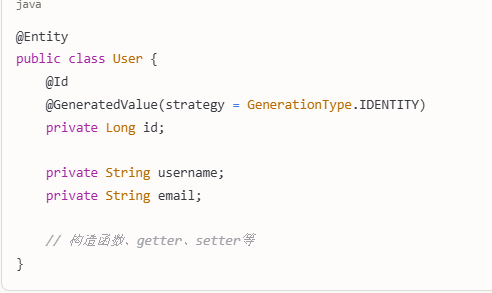 java
@Entity
public class User {
    @Id
    @GeneratedValue(strategy = GenerationType.IDENTITY)
    private Long id;

    private String username;
    private String email;

    // 构造函数、getter、setter等
}